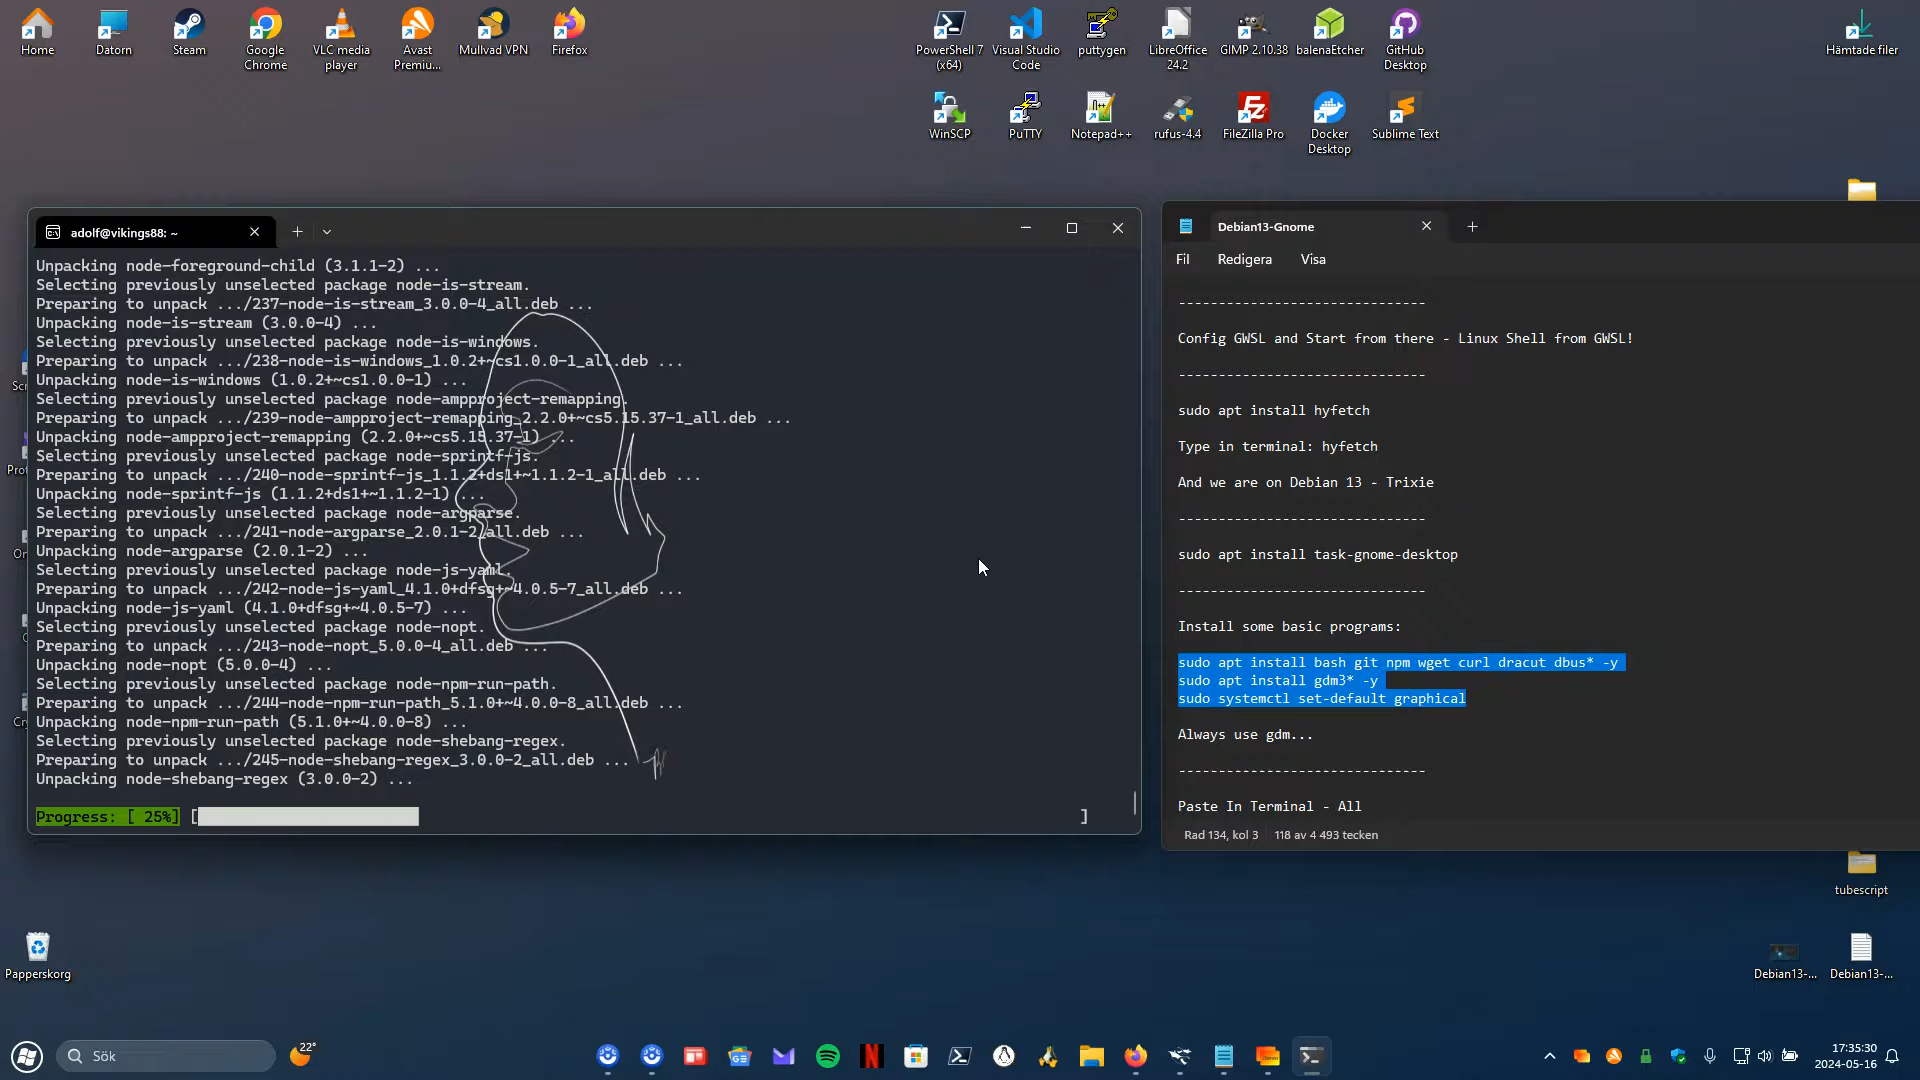 Home
Datorn
Steam
Google Chrome
VLC media player
Avast Premiu...
Mullvad VPN
Firefox
PowerShell 7 (x64)
Visual Studio Code
puttygen
LibreOffice 24.2
GIMP 2.10.38
balenaEtcher
GitHub Desktop
Hämtade filer
WinSCP
PuTTY
Notepad++
rufus-4.4
FileZilla Pro
Docker Desktop
Sublime Text
adolf@vikings88: ~
Unpacking node-foreground-child (3.1.1-2) ...
Selecting previously unselected package node-is-stream.
Preparing to unpack .../237-node-is-stream_3.0.0-4_all.deb ...
Unpacking node-is-stream (3.0.0-4) ...
Selecting previously unselected package node-is-windows.
Preparing to unpack .../238-node-is-windows_1.0.2+~cs1.0.0-1_all.deb ...
Unpacking node-is-windows (1.0.2+~cs1.0.0-1) ...
Selecting previously unselected package node-ampproject-remapping.
Preparing to unpack .../239-node-ampproject-remapping_2.2.0+~cs5.15.37-1_all.deb ...
Unpacking node-ampproject-remapping (2.2.0+~cs5.15.37-1) ...
Selecting previously unselected package node-sprintf-js.
Preparing to unpack .../240-node-sprintf-js_1.1.2+ds1+~1.1.2-1_all.deb ...
Unpacking node-sprintf-js (1.1.2+ds1+~1.1.2-1) ...
Selecting previously unselected package node-argparse.
Preparing to unpack .../241-node-argparse_2.0.1-2_all.deb ...
Unpacking node-argparse (2.0.1-2) ...
Selecting previously unselected package node-js-yaml.
Preparing to unpack .../242-node-js-yaml_4.1.0+dfsg+~4.0.5-7_all.deb ...
Unpacking node-js-yaml (4.1.0+dfsg+~4.0.5-7) ...
Selecting previously unselected package node-nopt.
Preparing to unpack .../243-node-nopt_5.0.0-4_all.deb ...
Unpacking node-nopt (5.0.0-4) ...
Selecting previously unselected package node-npm-run-path.
Preparing to unpack .../244-node-npm-run-path_5.1.0+~4.0.0-8_all.deb ...
Unpacking node-npm-run-path (5.1.0+~4.0.0-8) ...
Selecting previously unselected package node-shebang-regex.
Preparing to unpack .../245-node-shebang-regex_3.0.0-2_all.deb ...
Unpacking node-shebang-regex (3.0.0-2) ...
Progress: [ 25%] [ ]
Debian13-Gnome
Fil Redigera Visa
-------------------------------
Config GWSL and Start from there - Linux Shell from GWSL!
-------------------------------
sudo apt install hyfetch
Type in terminal: hyfetch
And we are on Debian 13 - Trixie
-------------------------------
sudo apt install task-gnome-desktop
-------------------------------
Install some basic programs:
sudo apt install bash git npm wget curl dracut dbus* -y
sudo apt install gdm3* -y
sudo systemctl set-default graphical
Always use gdm...
-------------------------------
Paste In Terminal - All
Rad 134, kol 3 118 av 4 493 tecken
tubescript
Debian13-...
Debian13-...
Papperskorg
Sök
22°
17:35:30
2024-05-16